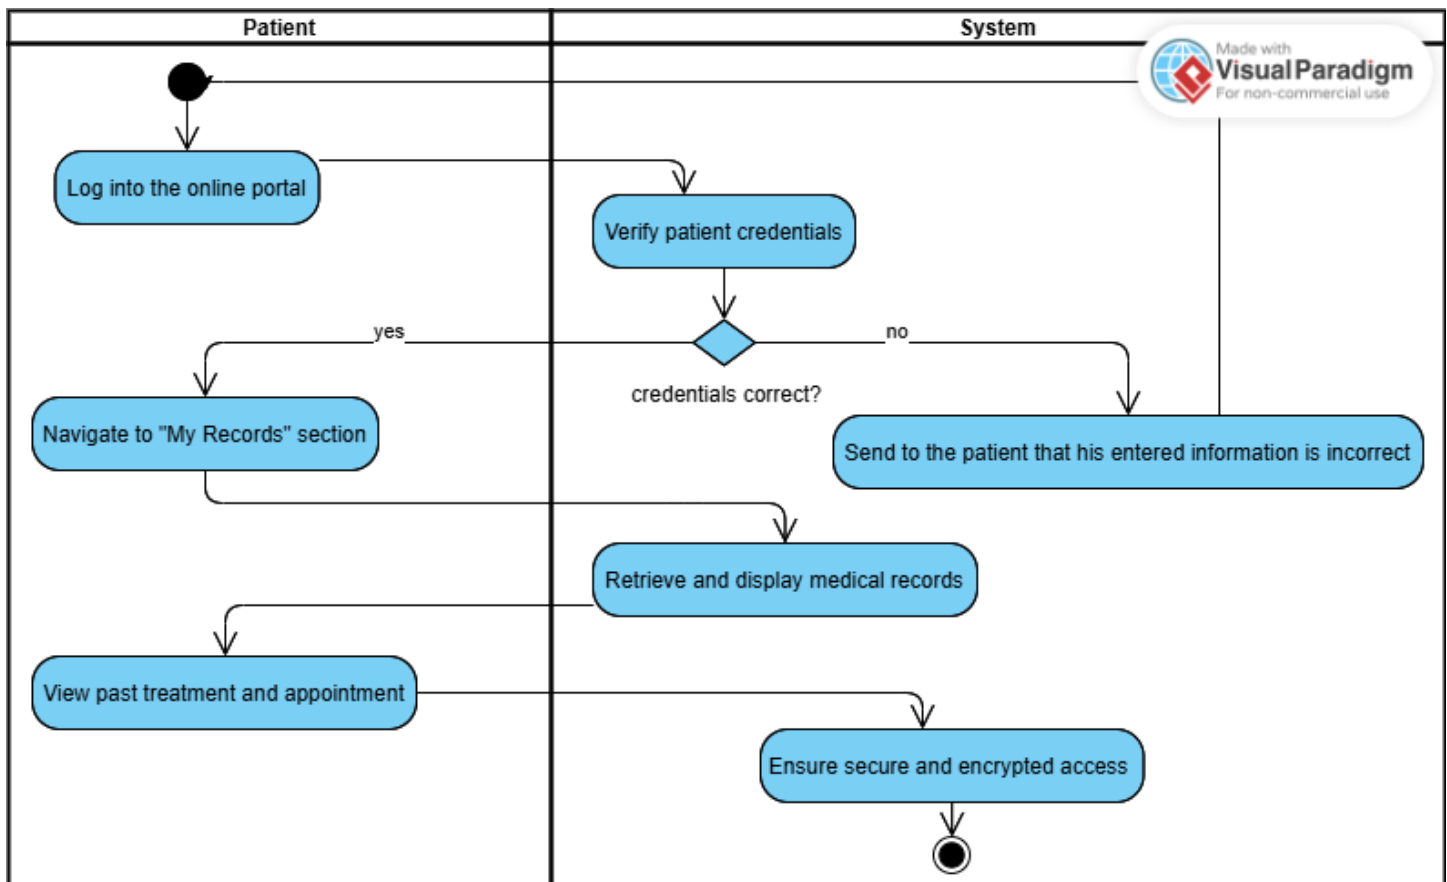 Patient
System
Made with
Visual Paradigm
For non-commercial use
Log into the online portal
Verify patient credentials
yes
no
credentials correct?
Navigate to "My Records" section
Send to the patient that his entered information is incorrect
Retrieve and display medical records
View past treatment and appointment
Ensure secure and encrypted access